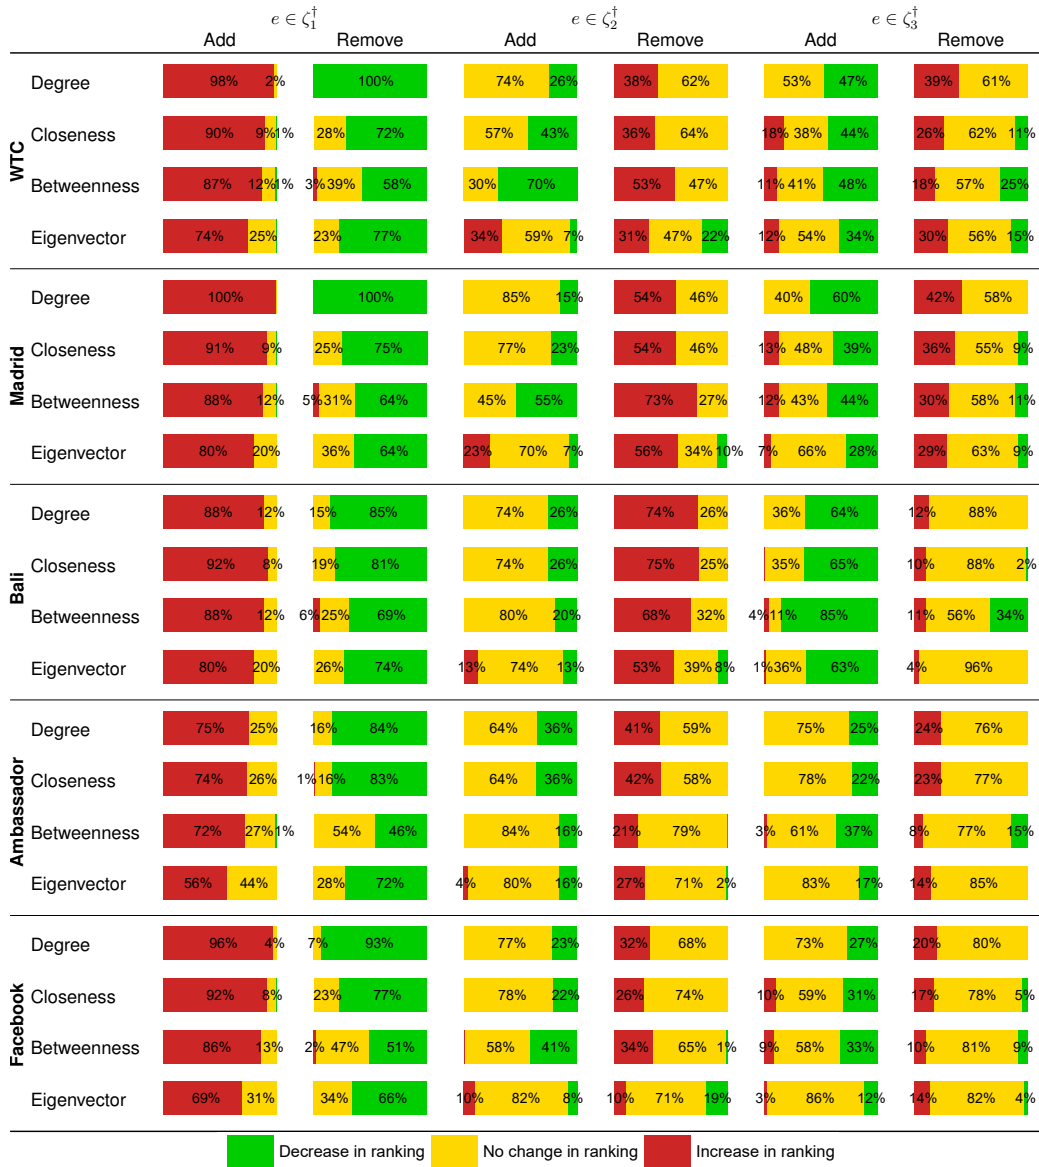 e ∈ ζ₁† e ∈ ζ₂† e ∈ ζ₃†
Add Remove Add Remove Add Remove
WTC
Degree 98% 2% 100% 74% 26% 38% 62% 53% 47% 39% 61%
Closeness 90% 9% 1% 28% 72% 57% 43% 36% 64% 18% 38% 44% 26% 62% 11%
Betweenness 87% 12% 1% 3% 39% 58% 30% 70% 53% 47% 11% 41% 48% 18% 57% 25%
Eigenvector 74% 25% 23% 77% 34% 59% 7% 31% 47% 22% 12% 54% 34% 30% 56% 15%
Madrid
Degree 100% 100% 85% 15% 54% 46% 40% 60% 42% 58%
Closeness 91% 9% 25% 75% 77% 23% 54% 46% 13% 48% 39% 36% 55% 9%
Betweenness 88% 12% 5% 31% 64% 45% 55% 73% 27% 12% 43% 44% 30% 58% 11%
Eigenvector 80% 20% 36% 64% 23% 70% 7% 56% 34% 10% 7% 66% 28% 29% 63% 9%
Bali
Degree 88% 12% 15% 85% 74% 26% 74% 26% 36% 64% 12% 88%
Closeness 92% 8% 19% 81% 74% 26% 75% 25% 35% 65% 10% 88% 2%
Betweenness 88% 12% 6% 25% 69% 80% 20% 68% 32% 4% 11% 85% 11% 56% 34%
Eigenvector 80% 20% 26% 74% 13% 74% 13% 53% 39% 8% 1% 36% 63% 4% 96%
Ambassador
Degree 75% 25% 16% 84% 64% 36% 41% 59% 75% 25% 24% 76%
Closeness 74% 26% 1% 16% 83% 64% 36% 42% 58% 78% 22% 23% 77%
Betweenness 72% 27% 1% 54% 46% 84% 16% 21% 79% 3% 61% 37% 8% 77% 15%
Eigenvector 56% 44% 28% 72% 4% 80% 16% 27% 71% 2% 83% 17% 14% 85%
Facebook
Degree 96% 4% 7% 93% 77% 23% 32% 68% 73% 27% 20% 80%
Closeness 92% 8% 23% 77% 78% 22% 26% 74% 10% 59% 31% 17% 78% 5%
Betweenness 86% 13% 2% 47% 51% 58% 41% 34% 65% 1% 9% 58% 33% 10% 81% 9%
Eigenvector 69% 31% 34% 66% 10% 82% 8% 10% 71% 19% 3% 86% 12% 14% 82% 4%
Decrease in ranking No change in ranking Increase in ranking